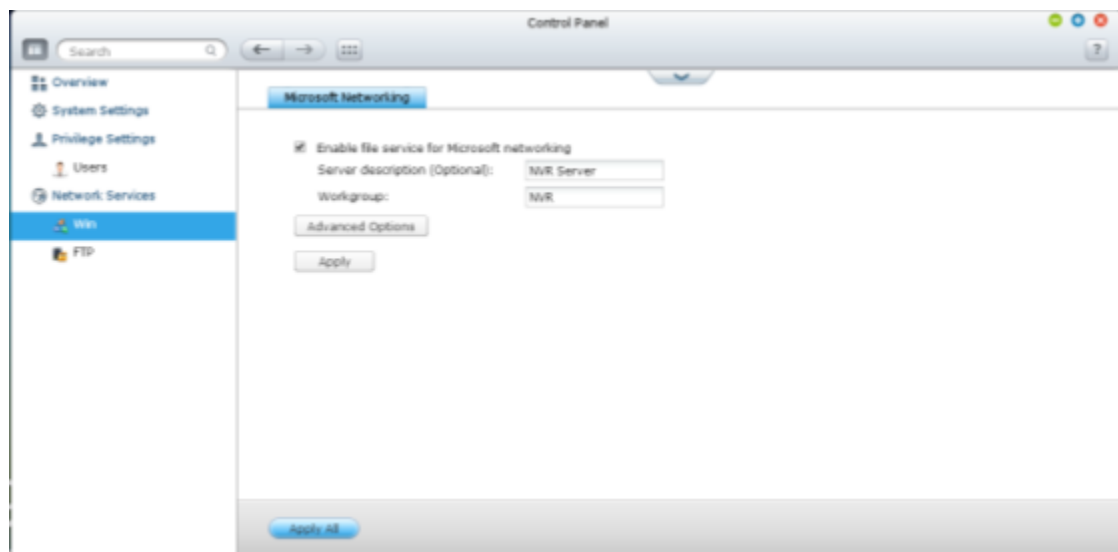 Control Panel
Search
?
Overview
System Settings
Privilege Settings
Users
Network Services
Win
FTP
Microsoft Networking
Enable file service for Microsoft networking
Server description (Optional): NVR Server
Workgroup: NVR
Advanced Options
Apply
Apply All